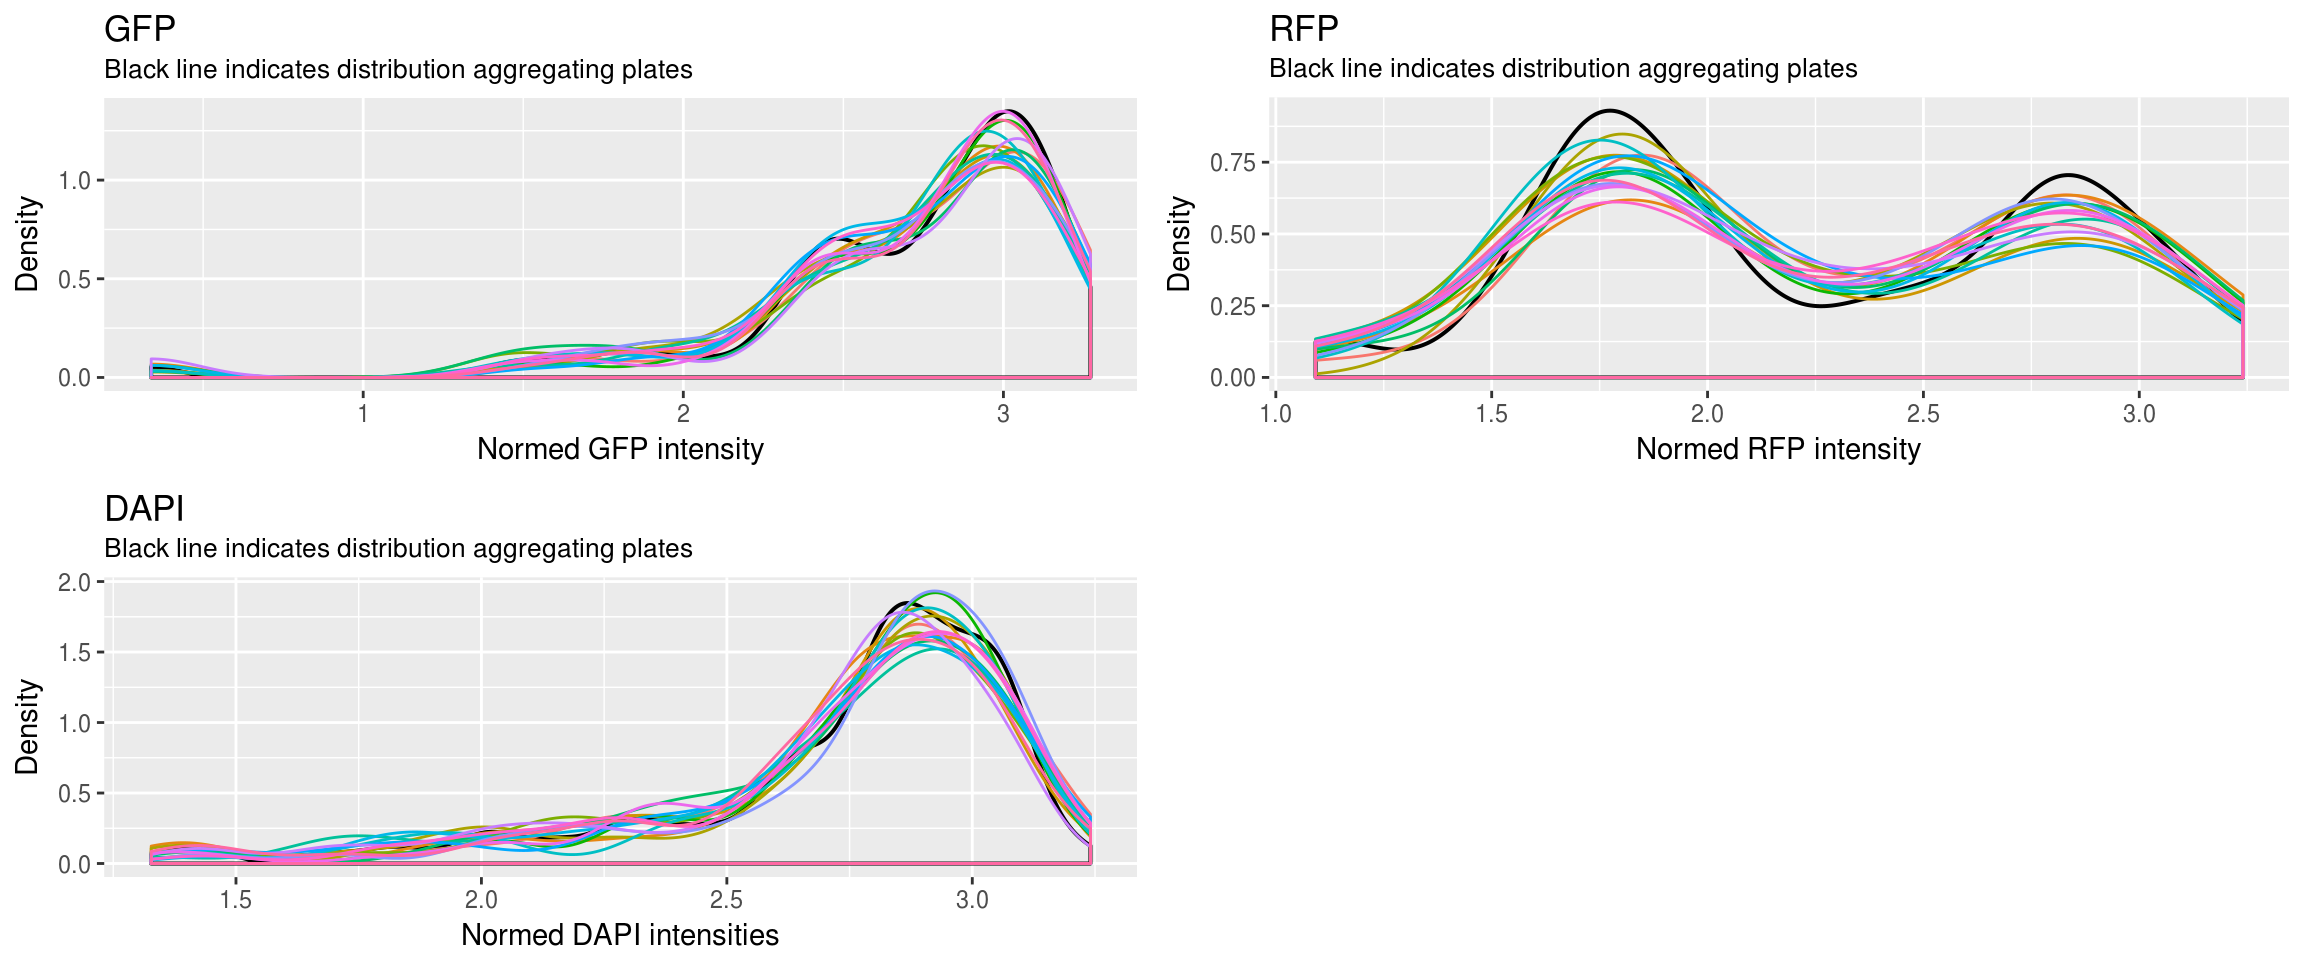 GFP
Black line indicates distribution aggregating plates
Density
1.0
0.5
0.0
1 2 3
Normed GFP intensity
RFP
Black line indicates distribution aggregating plates
Density
0.75
0.50
0.25
0.00
1.0 1.5 2.0 2.5 3.0
Normed RFP intensity
DAPI
Black line indicates distribution aggregating plates
Density
2.0
1.5
1.0
0.5
0.0
1.5 2.0 2.5 3.0
Normed DAPI intensities